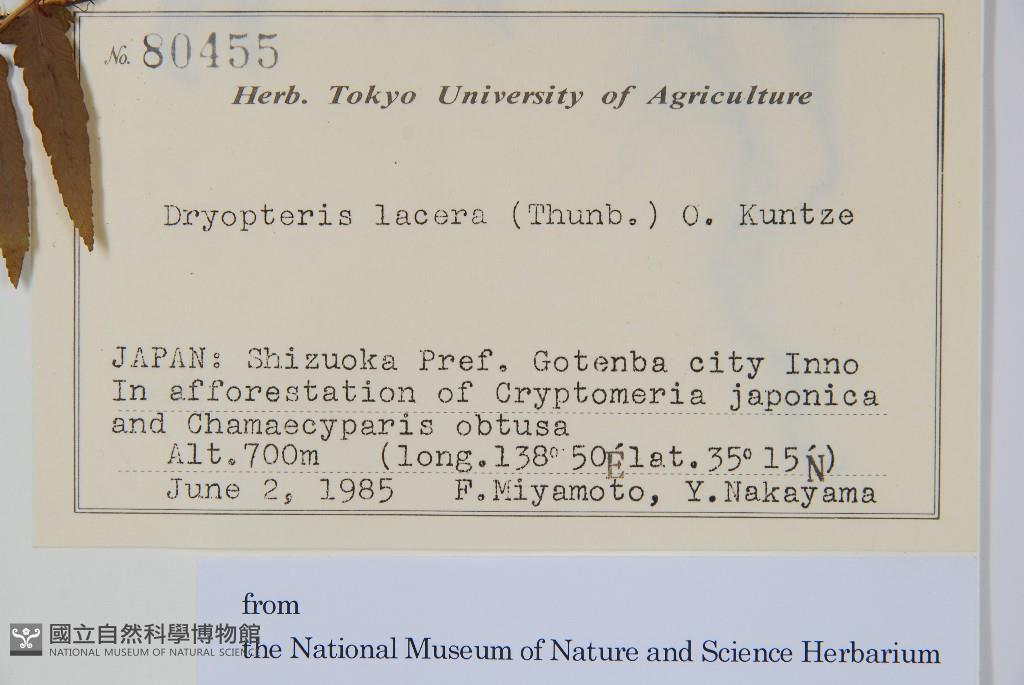 No. 80455
Herb. Tokyo University of Agriculture
Dryopteris lacera (Thunb.) O. Kuntze
JAPAN: Shizuoka Pref. Gotenba city Inno
In afforestation of Cryptomeria japonica
and Chamaecyparis obtusa
Alt.700m (long.138° 50′E lat.35° 15′N)
June 2, 1985 F.Miyamoto, Y.Nakayama
from
the National Museum of Nature and Science Herbarium
國立自然科學博物館
NATIONAL MUSEUM OF NATURAL SCIENCE